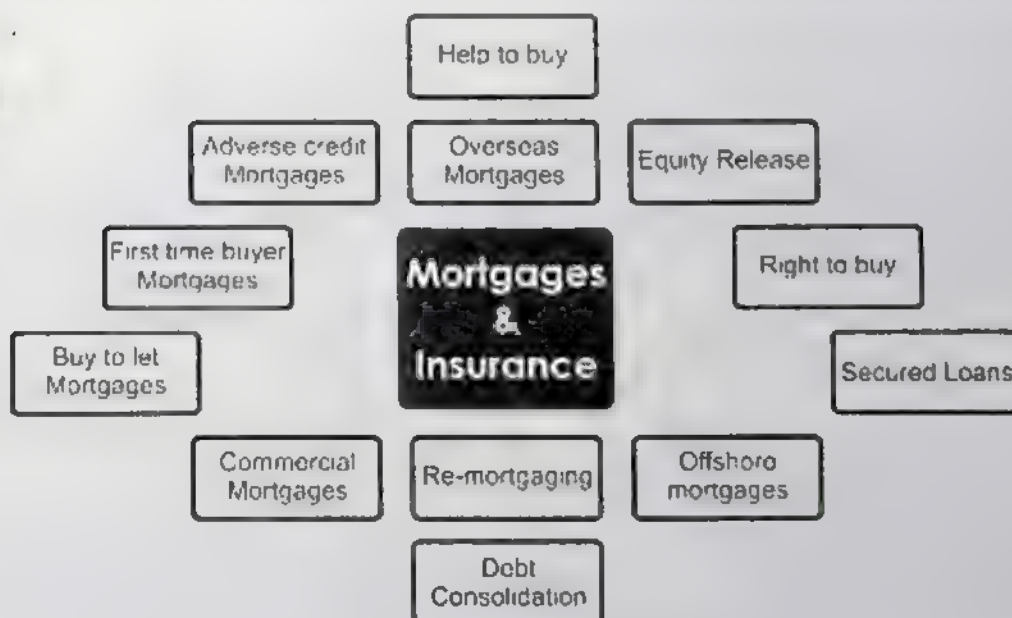 Help to buy
Adverse credit
Mortgages
Overseas
Mortgages
Equity Release
First time buyer
Mortgages
Mortgages
&
Insurance
Right to buy
Buy to let
Mortgages
Secured Loans
Commercial
Mortgages
Re-mortgaging
Offshore
mortgages
Debt
Consolidation